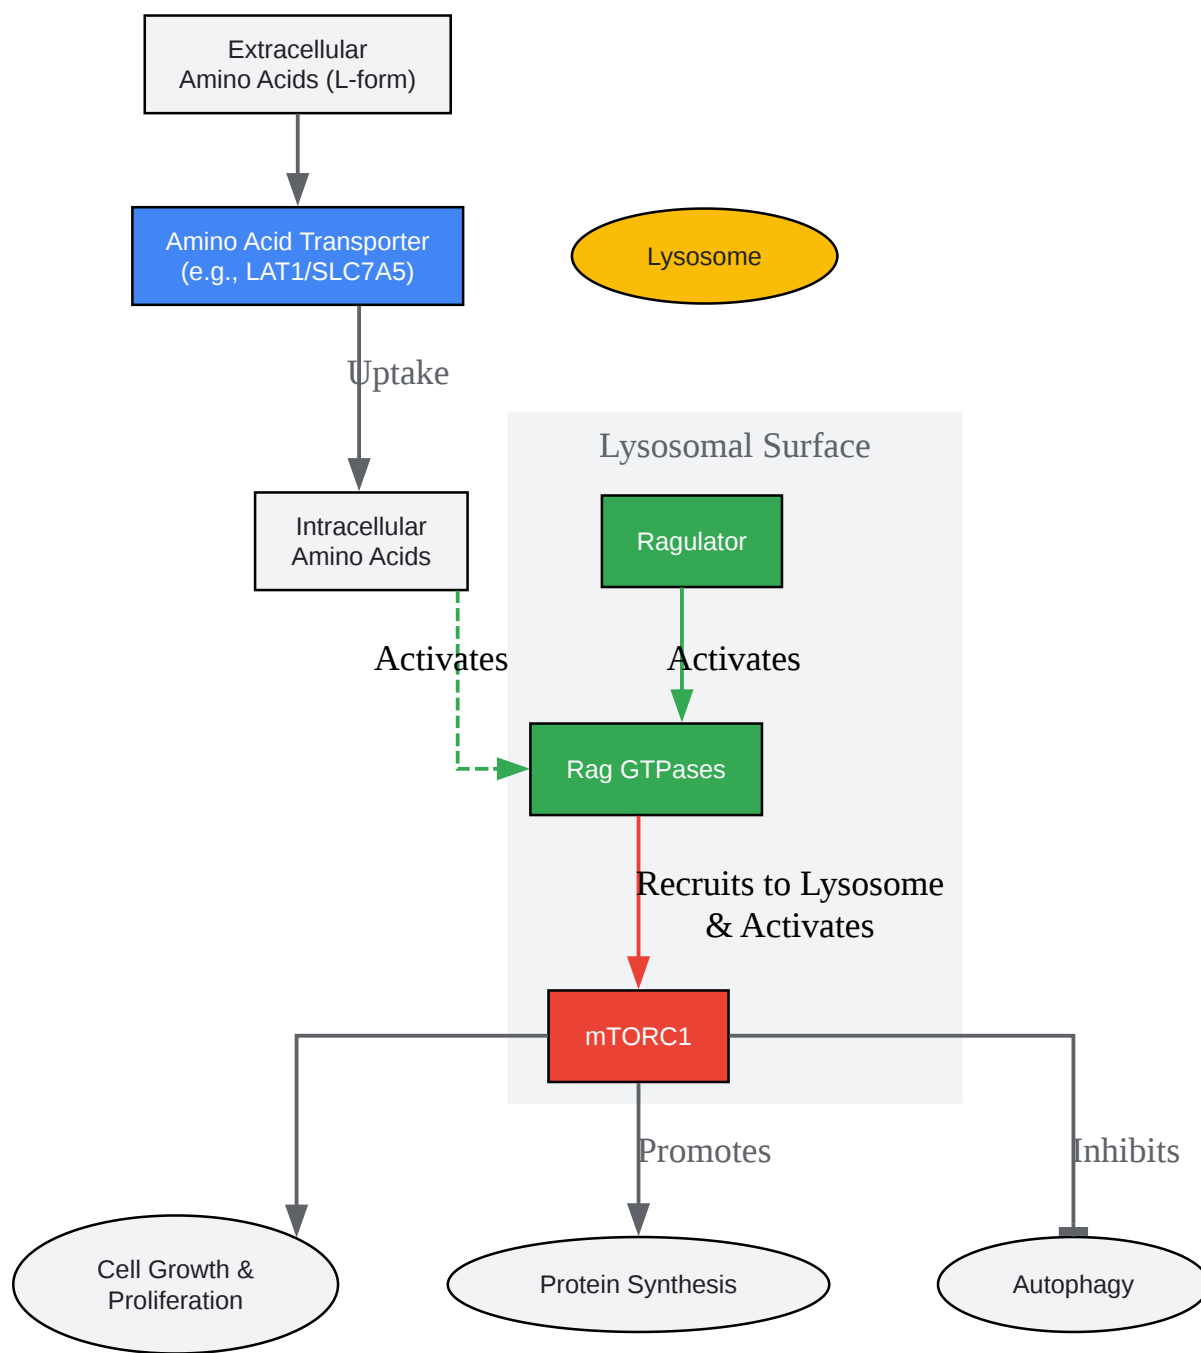 Extracellular
Amino Acids (L-form)
Amino Acid Transporter
(e.g., LAT1/SLC7A5)
Lysosome
Uptake
Lysosomal Surface
Intracellular
Amino Acids
Ragulator
Activates
Activates
Rag GTPases
Recruits to Lysosome
& Activates
mTORC1
Promotes
Inhibits
Cell Growth &
Proliferation
Protein Synthesis
Autophagy